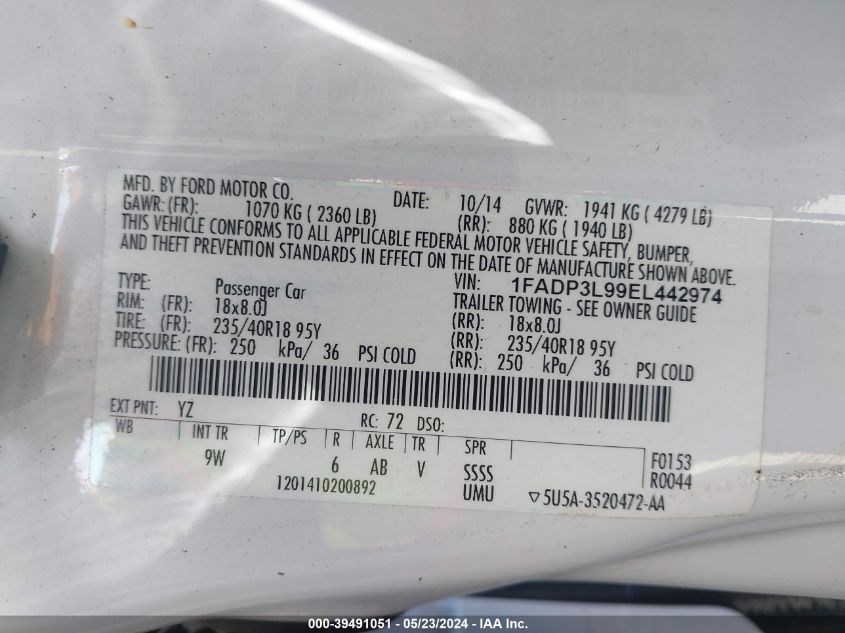 MFD. BY FORD MOTOR CO. DATE: 10/14 GVWR: 1941 KG ( 4279 LB)
GAWR: (FR): 1070 KG ( 2360 LB) (RR): 880 KG ( 1940 LB)
THIS VEHICLE CONFORMS TO ALL APPLICABLE FEDERAL MOTOR VEHICLE SAFETY, BUMPER,
AND THEFT PREVENTION STANDARDS IN EFFECT ON THE DATE OF MANUFACTURE SHOWN ABOVE.
VIN: 1FADP3L99EL442974
TYPE: Passenger Car TRAILER TOWING - SEE OWNER GUIDE
RIM: (FR): 18x8.0J (RR): 18x8.0J
TIRE: (FR): 235/40R18 95Y (RR): 235/40R18 95Y
PRESSURE: (FR): 250 kPa/ 36 PSI COLD (RR): 250 kPa/ 36 PSI COLD
EXT PNT: YZ RC: 72 DSO:
WB INT TR TP/PS R AXLE TR SPR
9W 6 AB V SSSS F0153
1201410200892 UMU R0044
▽5U5A-3520472-AA
000-39491051 - 05/23/2024 - IAA Inc.